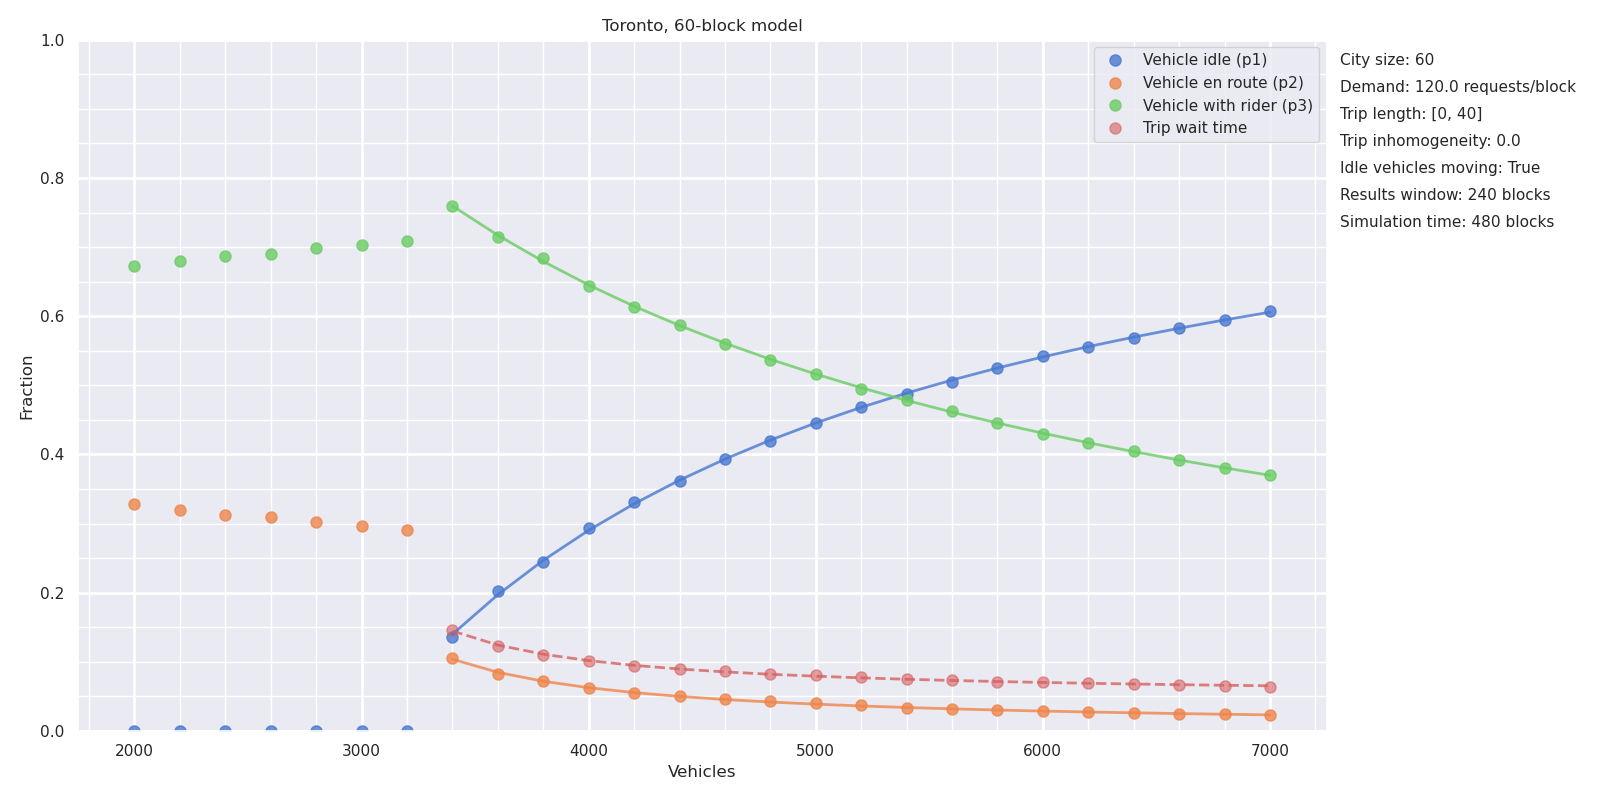 Toronto, 60-block model
1.0
0.8
0.6
0.4
0.2
0.0
Fraction
2000
3000
4000
5000
6000
7000
Vehicles
Vehicle idle (p1)
Vehicle en route (p2)
Vehicle with rider (p3)
Trip wait time
City size: 60
Demand: 120.0 requests/block
Trip length: [0, 40]
Trip inhomogeneity: 0.0
Idle vehicles moving: True
Results window: 240 blocks
Simulation time: 480 blocks